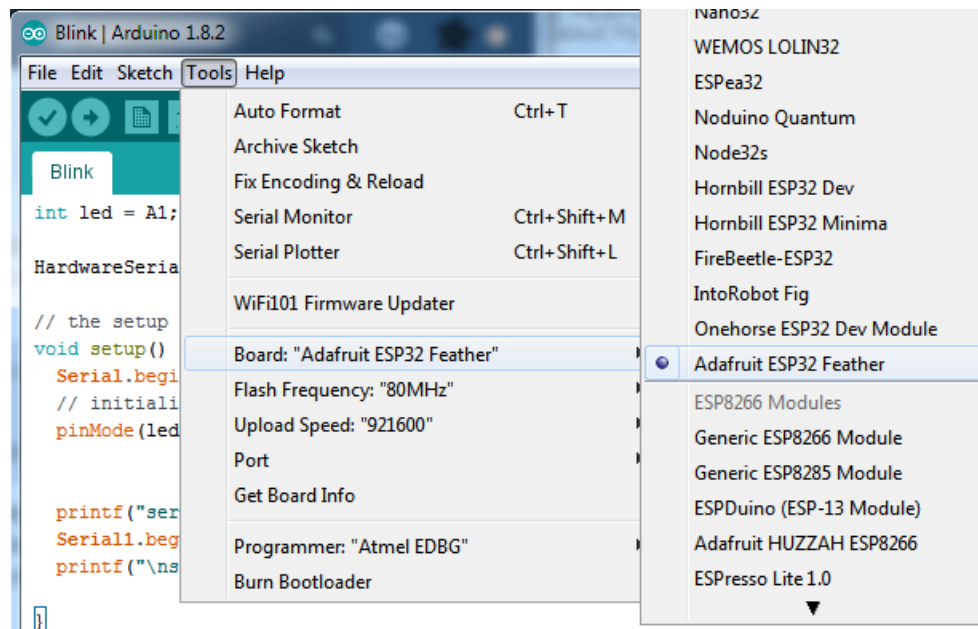 Blink | Arduino 1.8.2
File Edit Sketch Tools Help
Blink
int led = A1;
HardwareSeria
// the setup
void setup()
Serial.begi
// initiali
pinMode(led
printf("ser
Serial1.beg
printf("\ns
}
Auto Format Ctrl+T
Archive Sketch
Fix Encoding & Reload
Serial Monitor Ctrl+Shift+M
Serial Plotter Ctrl+Shift+L
WiFi101 Firmware Updater
Board: "Adafruit ESP32 Feather"
Flash Frequency: "80MHz"
Upload Speed: "921600"
Port
Get Board Info
Programmer: "Atmel EDBG"
Burn Bootloader
Nano32
WEMOS LOLIN32
ESPea32
Noduino Quantum
Node32s
Hornbill ESP32 Dev
Hornbill ESP32 Minima
FireBeetle-ESP32
IntoRobot Fig
Onehorse ESP32 Dev Module
Adafruit ESP32 Feather
ESP8266 Modules
Generic ESP8266 Module
Generic ESP8285 Module
ESPDuino (ESP-13 Module)
Adafruit HUZZAH ESP8266
ESPresso Lite 1.0